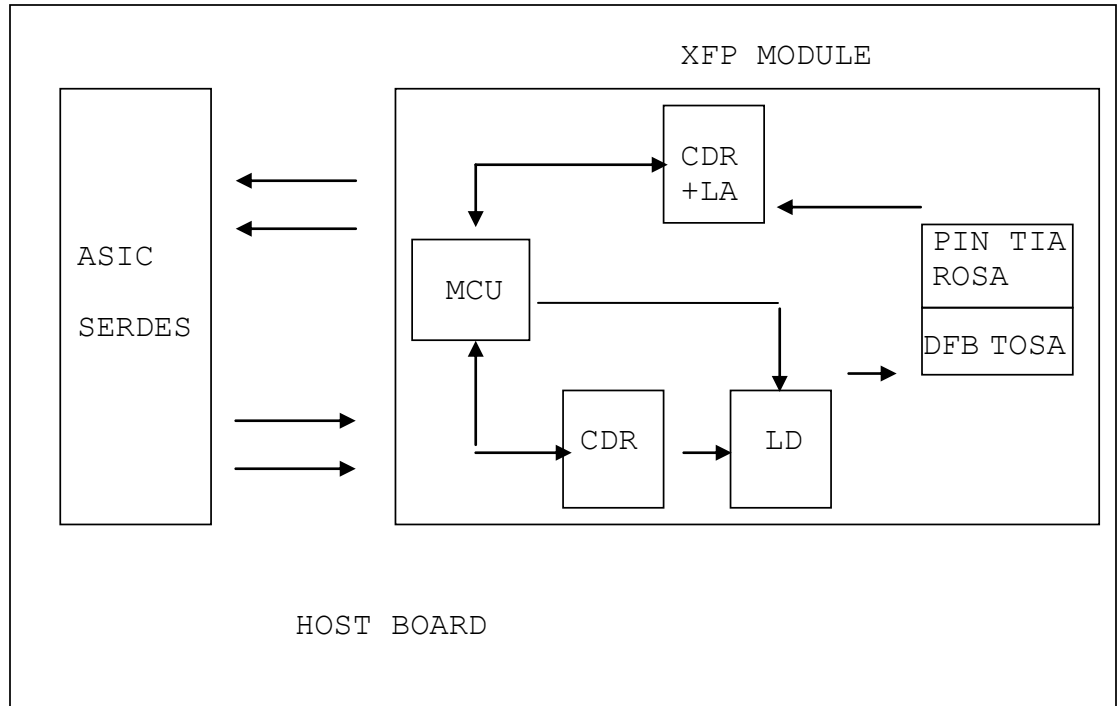 XFP MODULE
CDR
+LA
PIN TIA
ROSA
ASIC
SERDES
MCU
DFB TOSA
CDR
LD
HOST BOARD